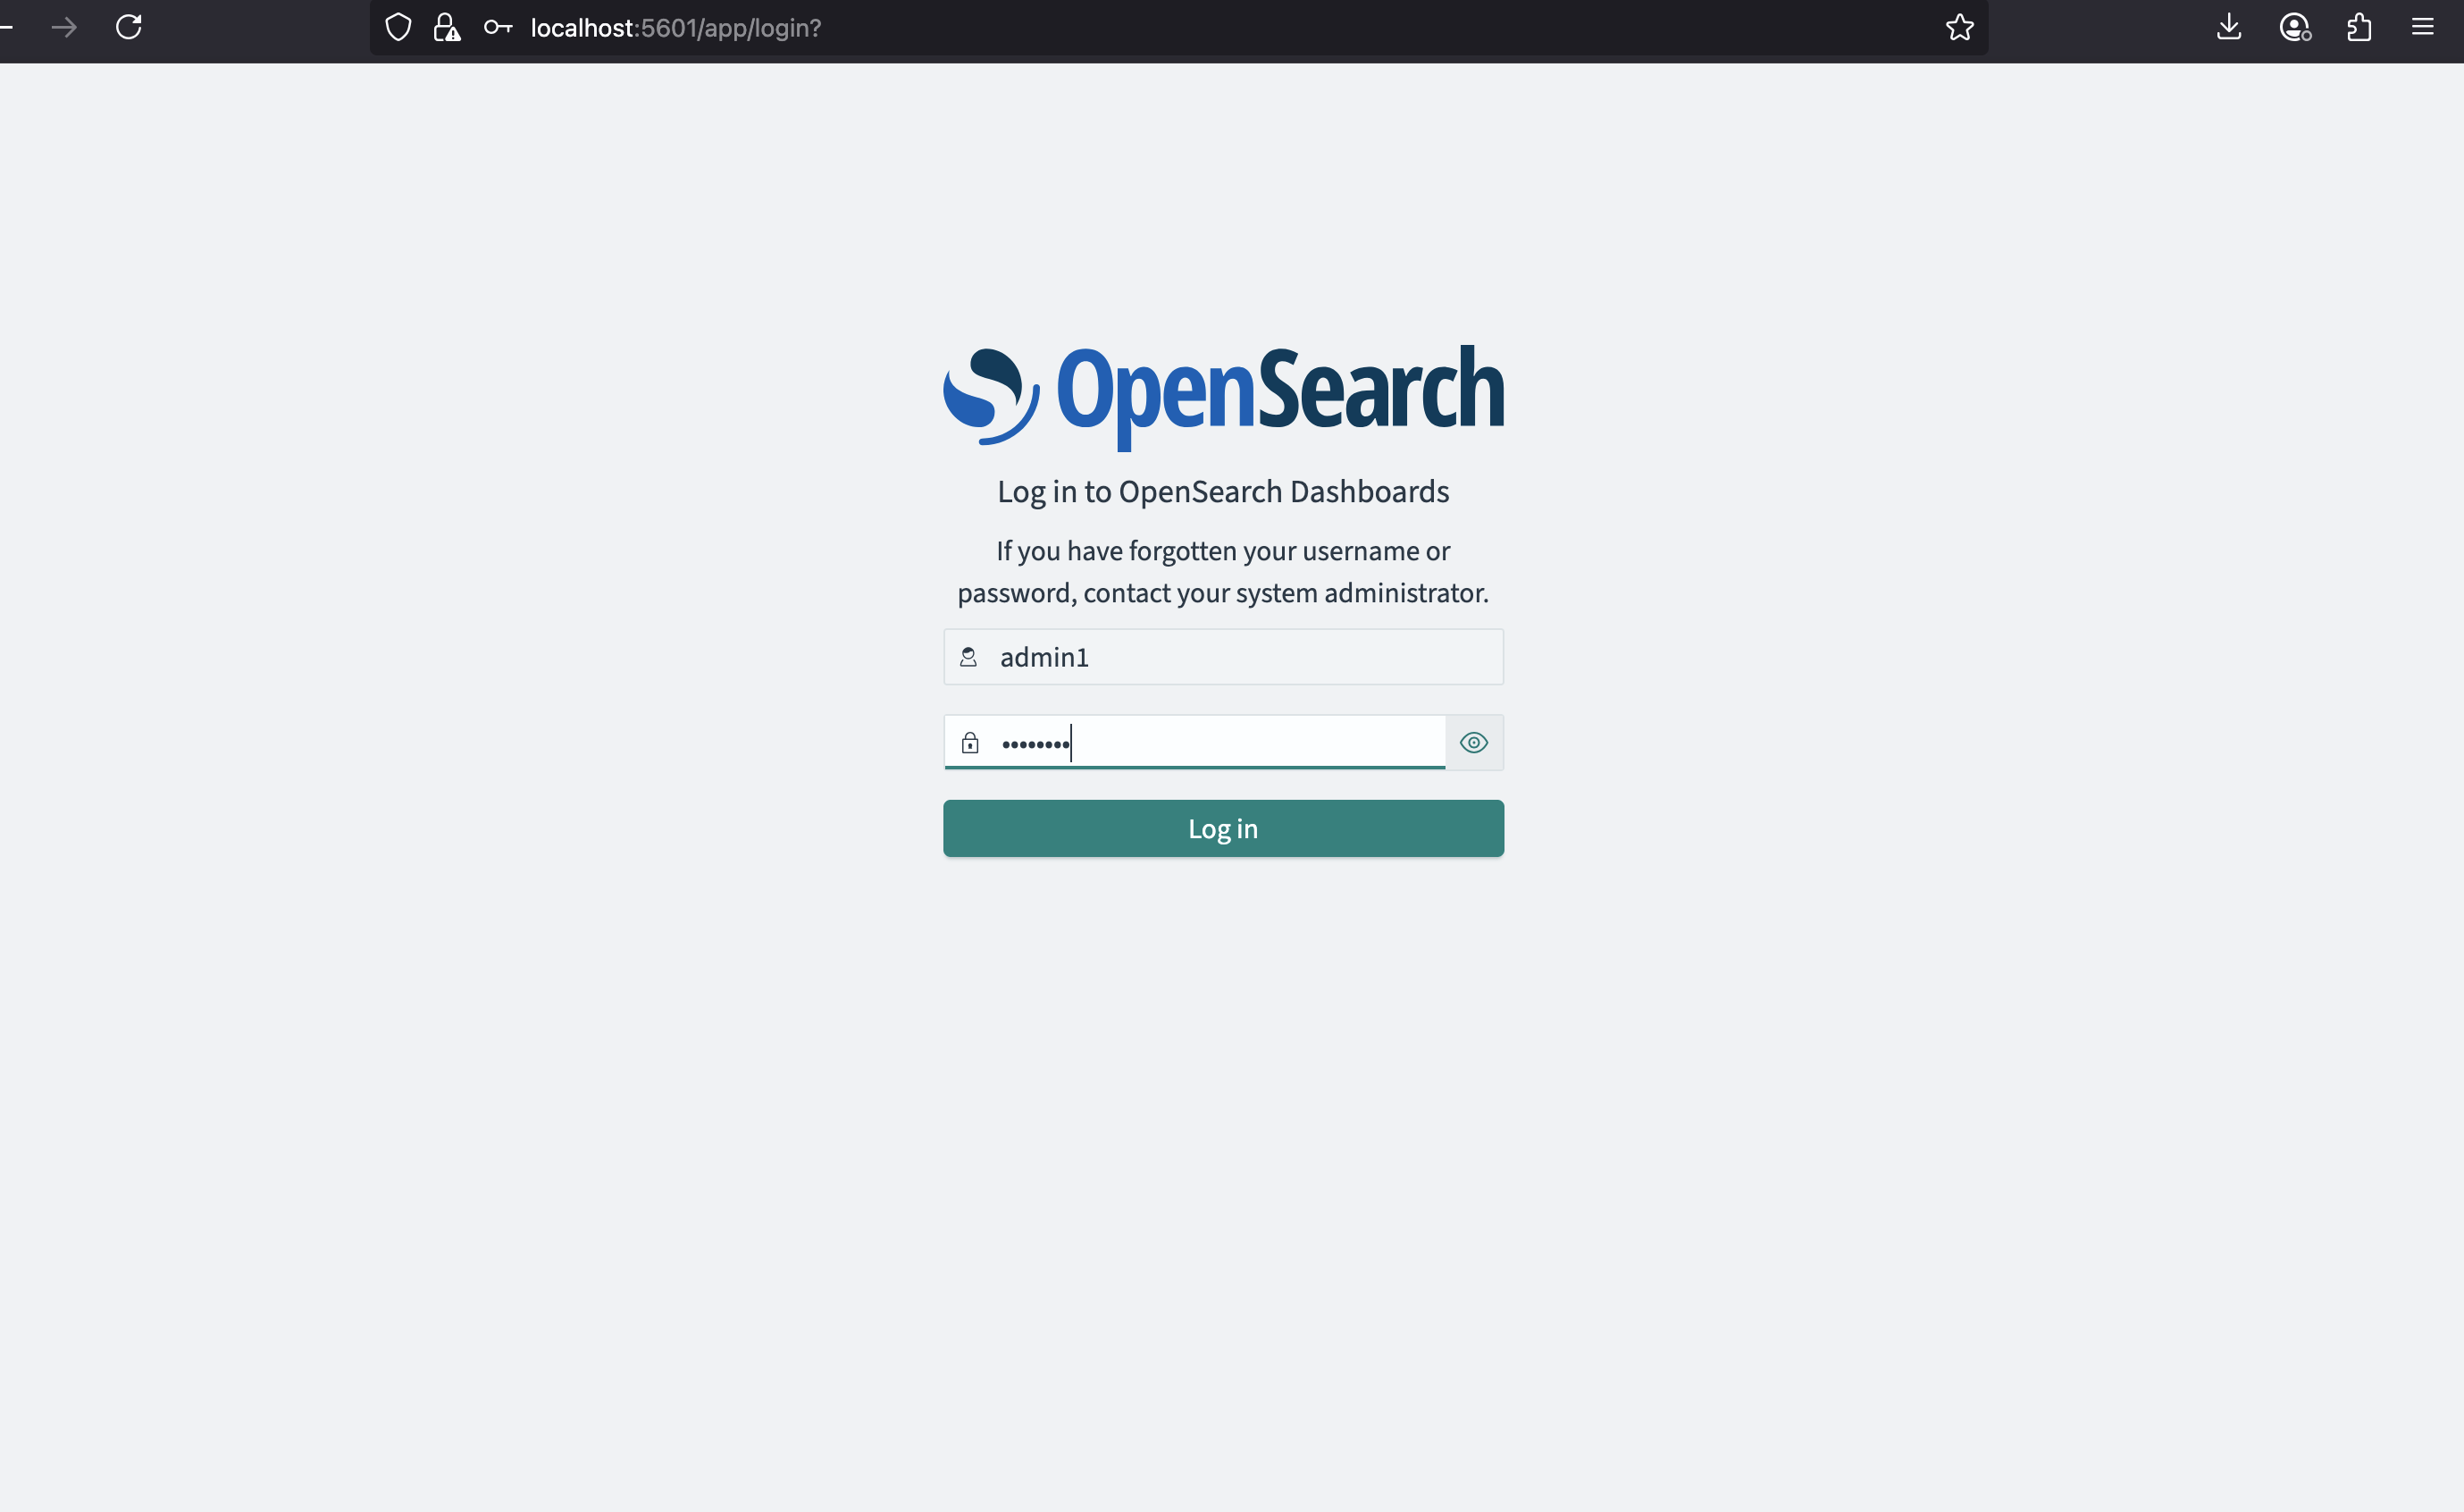 localhost:5601/app/login?
OpenSearch
Log in to OpenSearch Dashboards
If you have forgotten your username or
password, contact your system administrator.
admin1
••••••••
Log in